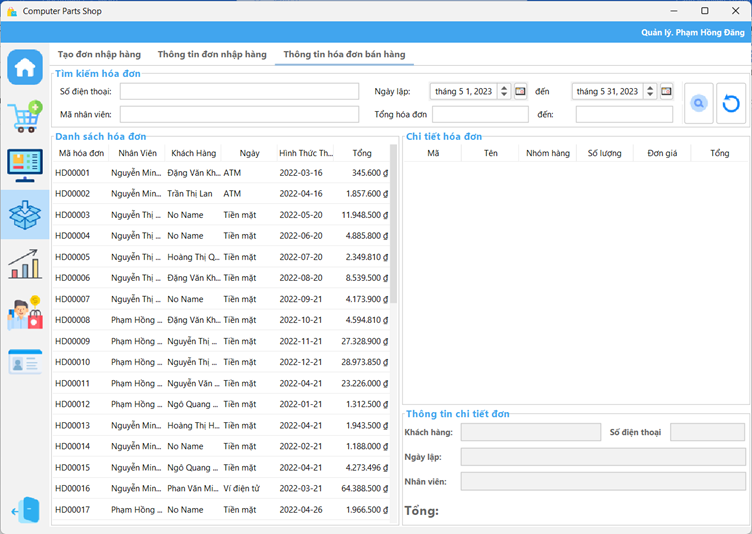 Computer Parts Shop
Quản lý. Phạm Hồng Đăng
Tạo đơn nhập hàng Thông tin đơn nhập hàng Thông tin hóa đơn bán hàng
Tìm kiếm hóa đơn
Số điện thoại: Ngày lập: tháng 5 1, 2023 đến tháng 5 31, 2023
Mã nhân viên: Tổng hóa đơn đến:
Danh sách hóa đơn
Mã hóa đơn Nhân Viên Khách Hàng Ngày Hình Thức Th... Tổng
HD00001 Nguyễn Min... Đặng Văn Kh... ATM 2022-03-16 345.600 ₫
HD00002 Nguyễn Min... Trần Thị Lan ATM 2022-04-16 1.857.600 ₫
HD00003 Nguyễn Thị ... No Name Tiền mặt 2022-05-20 11.948.500 ₫
HD00004 Nguyễn Thị ... No Name Tiền mặt 2022-06-20 4.885.800 ₫
HD00005 Nguyễn Thị ... Hoàng Thị Q... Tiền mặt 2022-07-20 2.349.810 ₫
HD00006 Nguyễn Thị ... Đặng Văn Kh... Tiền mặt 2022-08-20 8.539.500 ₫
HD00007 Nguyễn Thị ... No Name Tiền mặt 2022-09-21 4.173.900 ₫
HD00008 Phạm Hồng ... Đặng Văn Kh... Tiền mặt 2022-10-21 4.594.810 ₫
HD00009 Phạm Hồng ... Nguyễn Thị ... Tiền mặt 2022-11-21 27.328.900 ₫
HD00010 Phạm Hồng ... Nguyễn Thị ... Tiền mặt 2022-12-21 28.973.850 ₫
HD00011 Phạm Hồng ... Nguyễn Văn ... Tiền mặt 2022-04-21 23.226.000 ₫
HD00012 Phạm Hồng ... Ngô Quang ... Tiền mặt 2022-01-21 1.312.500 ₫
HD00013 Nguyễn Min... Hoàng Thị H... Tiền mặt 2022-04-21 1.943.500 ₫
HD00014 Nguyễn Min... No Name Tiền mặt 2022-02-21 1.188.000 ₫
HD00015 Nguyễn Min... Ngô Quang ... Tiền mặt 2022-04-21 4.273.496 ₫
HD00016 Nguyễn Min... Phan Văn Mi... Ví điện tử 2022-03-21 64.388.500 ₫
HD00017 Phạm Hồng ... No Name Tiền mặt 2022-04-26 1.966.500 ₫
Chi tiết hóa đơn
Mã Tên Nhóm hàng Số lượng Đơn giá Tổng
Thông tin chi tiết đơn
Khách hàng: Số điện thoại
Ngày lập:
Nhân viên:
Tổng: